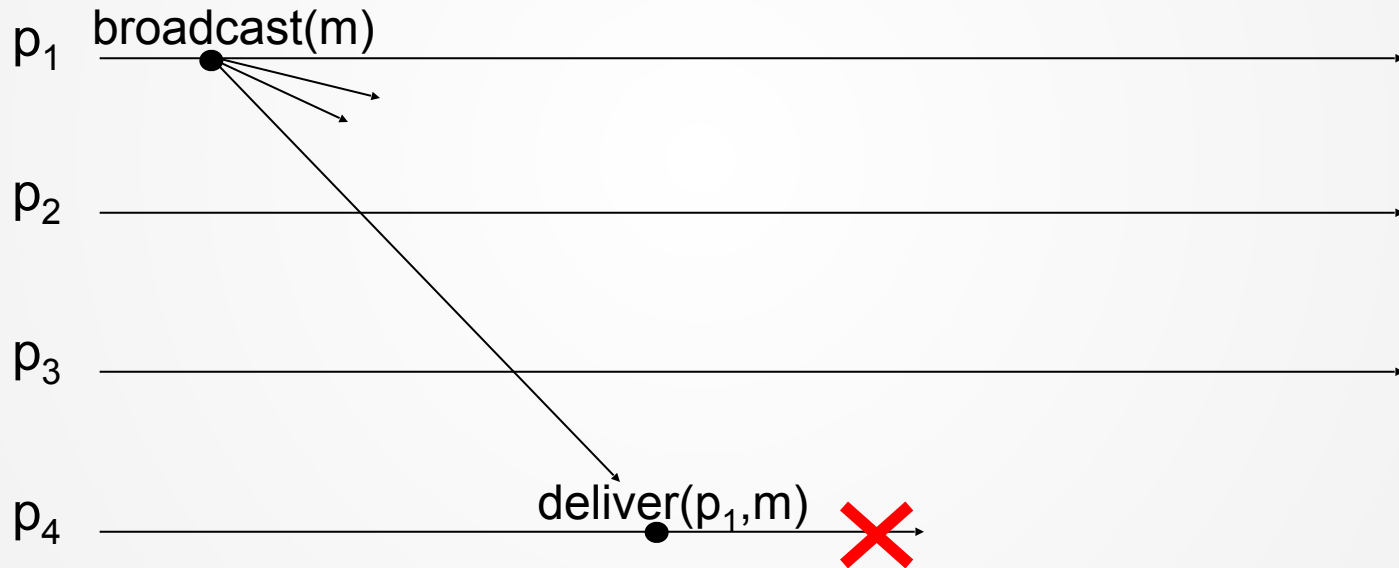 broadcast(m)
p₁
p₂
p₃
deliver(p₁,m)
p₄